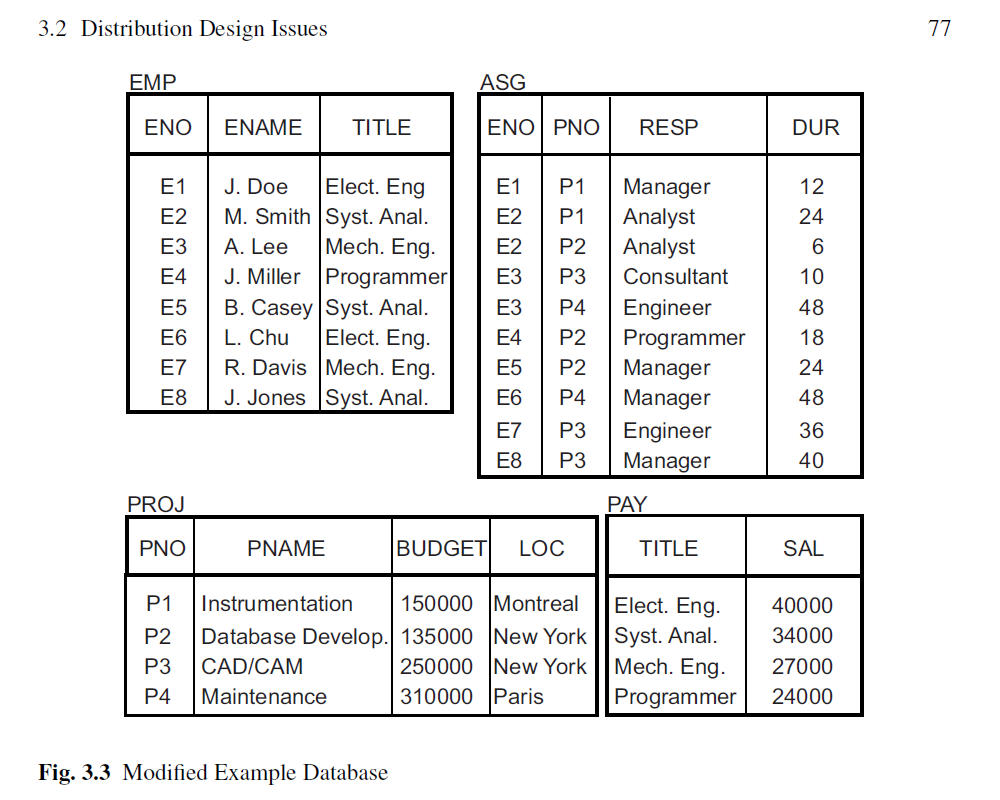 3.2 Distribution Design Issues 77
EMP
ENO ENAME TITLE
E1 J. Doe Elect. Eng
E2 M. Smith Syst. Anal.
E3 A. Lee Mech. Eng.
E4 J. Miller Programmer
E5 B. Casey Syst. Anal.
E6 L. Chu Elect. Eng.
E7 R. Davis Mech. Eng.
E8 J. Jones Syst. Anal.
ASG
ENO PNO RESP DUR
E1 P1 Manager 12
E2 P1 Analyst 24
E2 P2 Analyst 6
E3 P3 Consultant 10
E3 P4 Engineer 48
E4 P2 Programmer 18
E5 P2 Manager 24
E6 P4 Manager 48
E7 P3 Engineer 36
E8 P3 Manager 40
PROJ
PNO PNAME BUDGET LOC
P1 Instrumentation 150000 Montreal
P2 Database Develop. 135000 New York
P3 CAD/CAM 250000 New York
P4 Maintenance 310000 Paris
PAY
TITLE SAL
Elect. Eng. 40000
Syst. Anal. 34000
Mech. Eng. 27000
Programmer 24000
Fig. 3.3 Modified Example Database